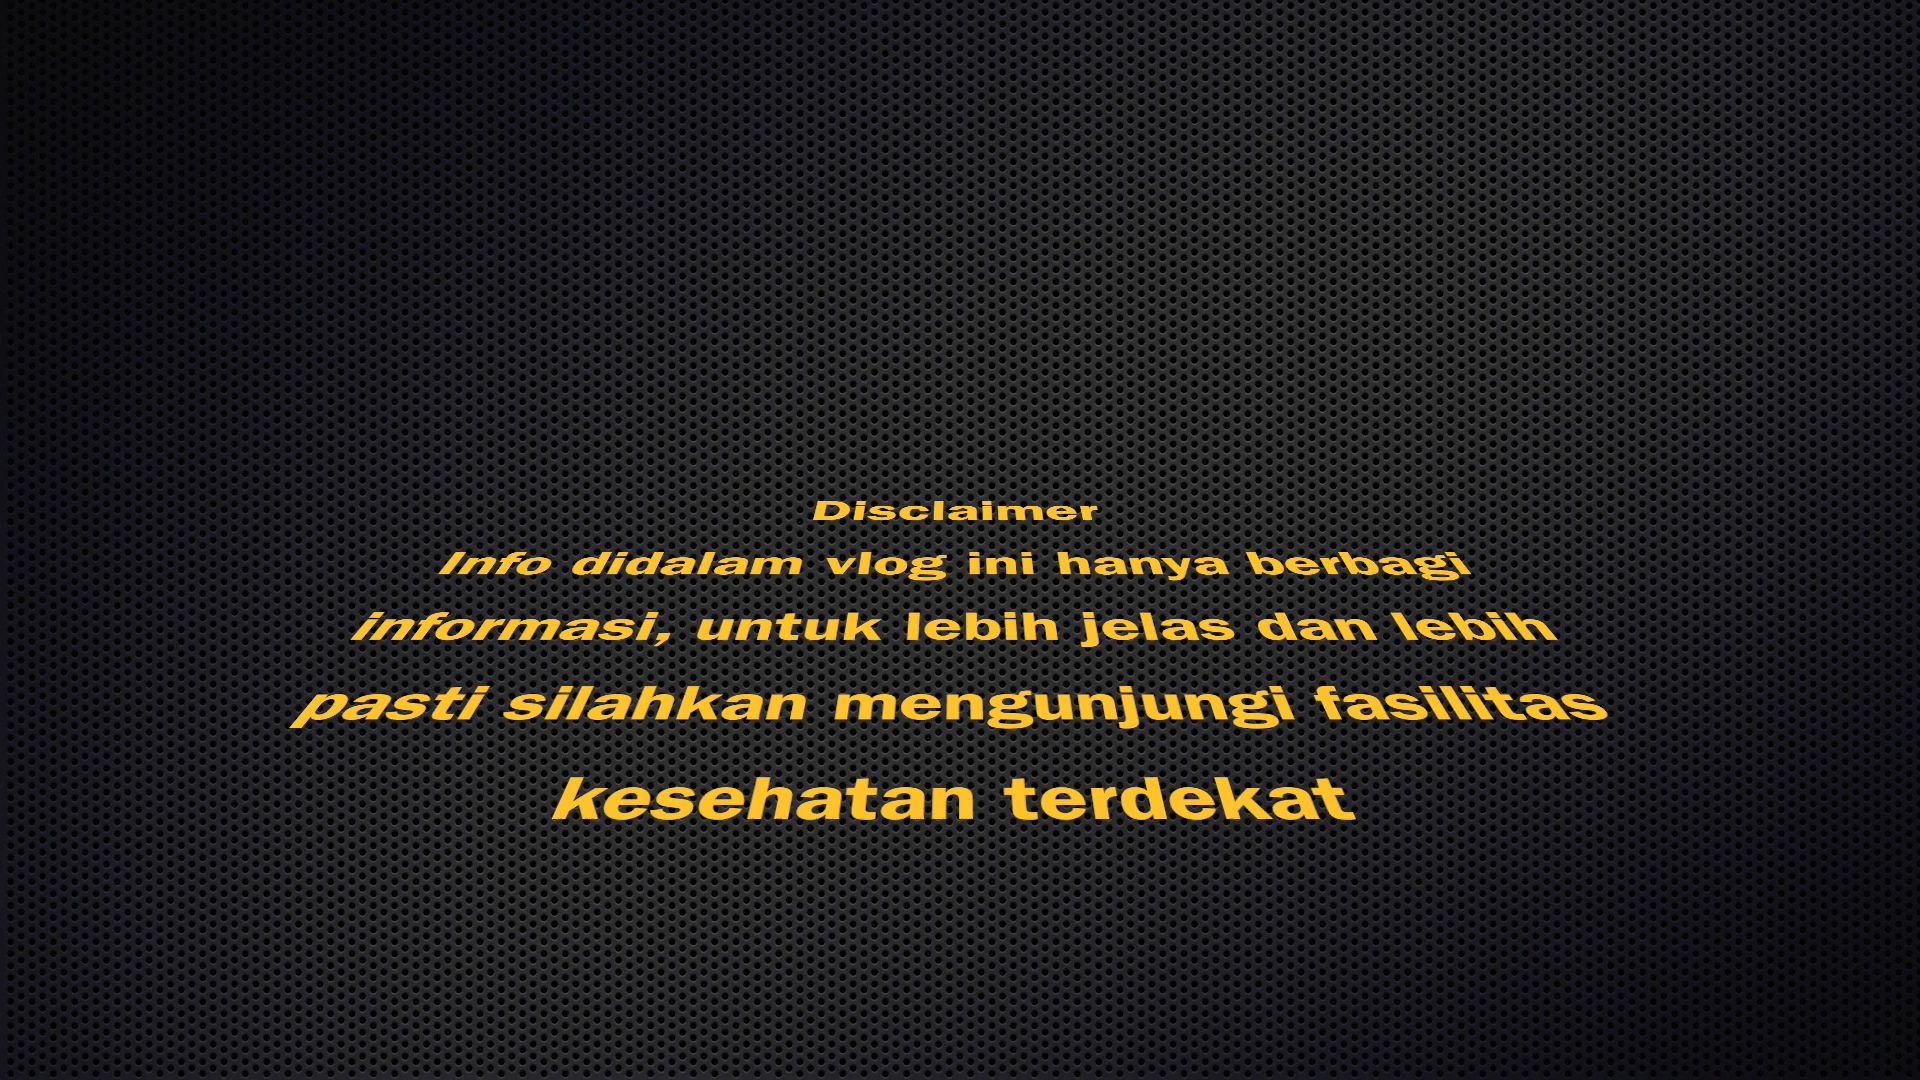 Disclaimer
Info didalam vlog ini hanya berbagi
informasi, untuk lebih jelas dan lebih
pasti silahkan mengunjungi fasilitas
kesehatan terdekat